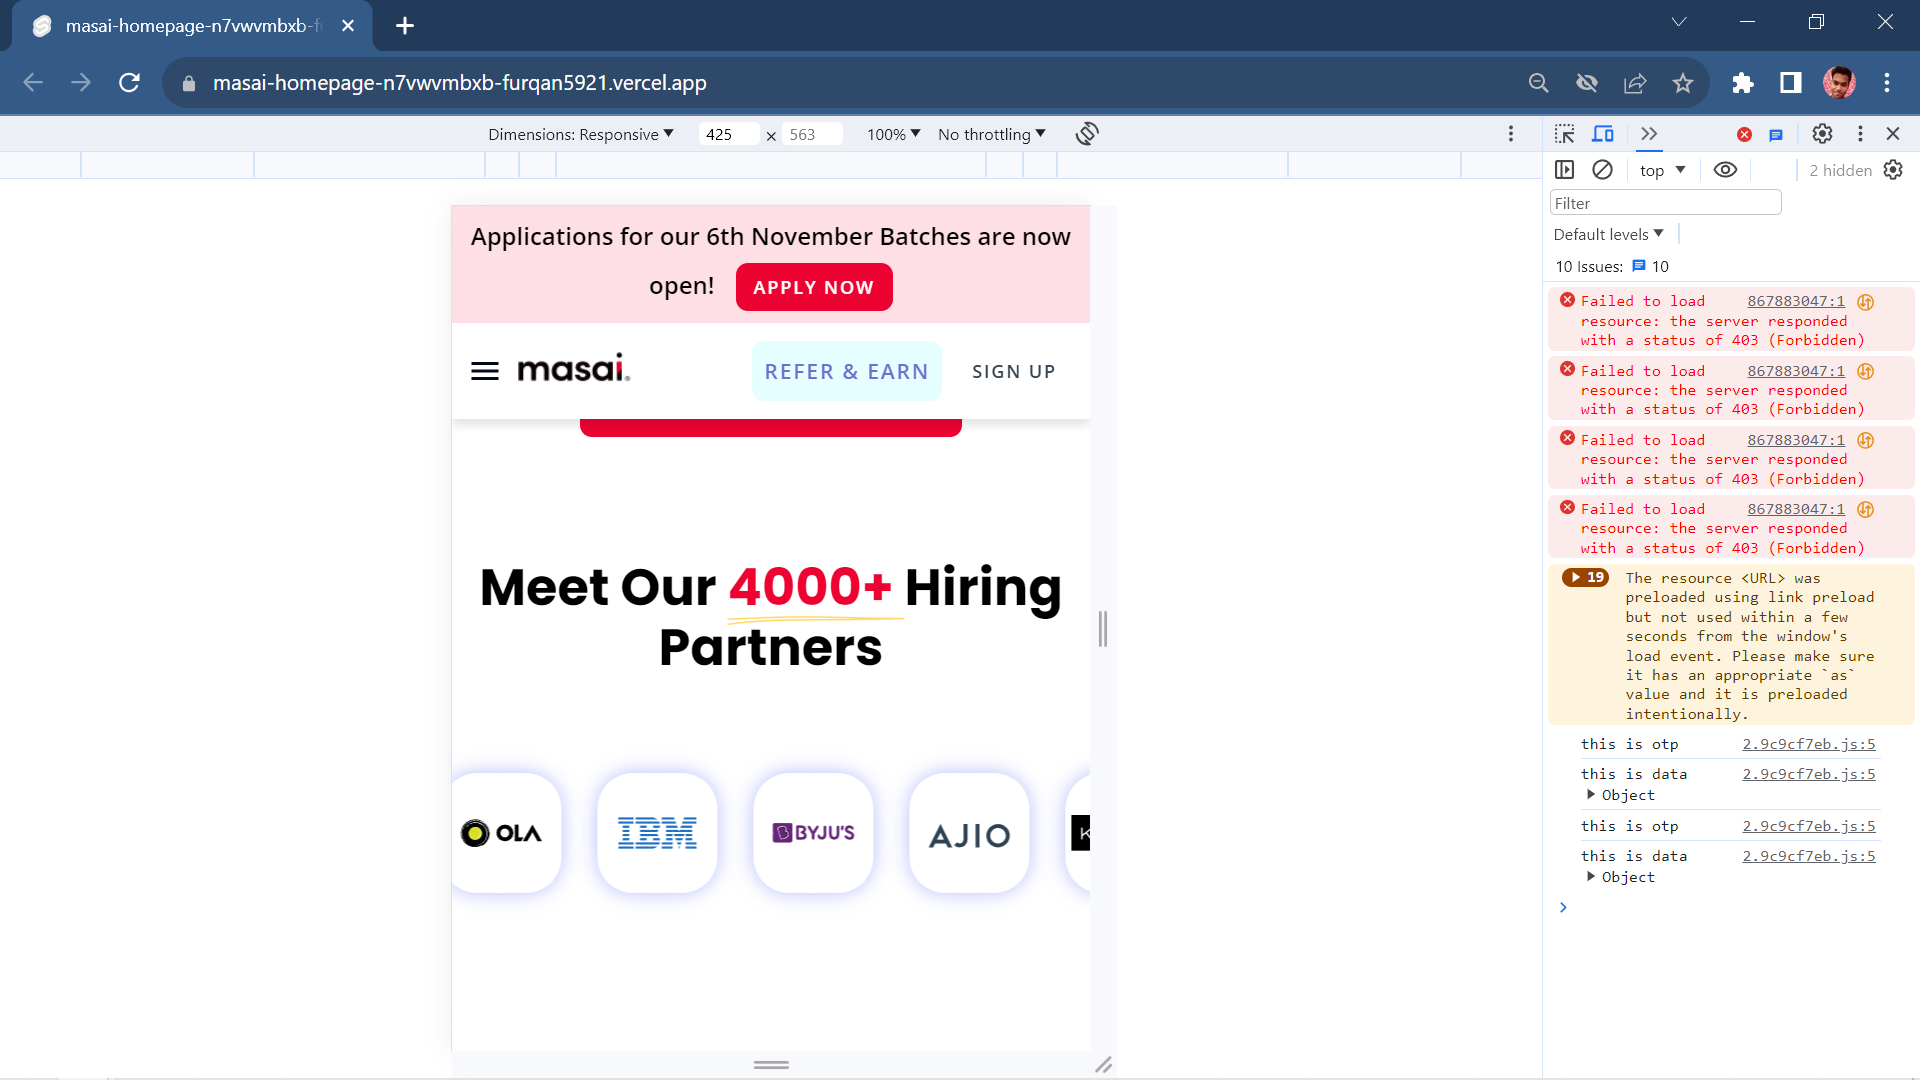 masai-homepage-n7vwvmbxb-f
masai-homepage-n7vwvmbxb-furqan5921.vercel.app
Dimensions: Responsive 425 × 563 100% No throttling
top 2 hidden
Filter
Default levels
10 Issues: 10
Applications for our 6th November Batches are now
open! APPLY NOW
masai.
REFER & EARN
SIGN UP
Meet Our 4000+ Hiring
Partners
OLA
IBM
BYJU'S
AJIO
K
Failed to load 867883047:1
resource: the server responded
with a status of 403 (Forbidden)
Failed to load 867883047:1
resource: the server responded
with a status of 403 (Forbidden)
Failed to load 867883047:1
resource: the server responded
with a status of 403 (Forbidden)
Failed to load 867883047:1
resource: the server responded
with a status of 403 (Forbidden)
19 The resource <URL> was
preloaded using link preload
but not used within a few
seconds from the window's
load event. Please make sure
it has an appropriate `as`
value and it is preloaded
intentionally.
this is otp 2.9c9cf7eb.js:5
this is data 2.9c9cf7eb.js:5
Object
this is otp 2.9c9cf7eb.js:5
this is data 2.9c9cf7eb.js:5
Object